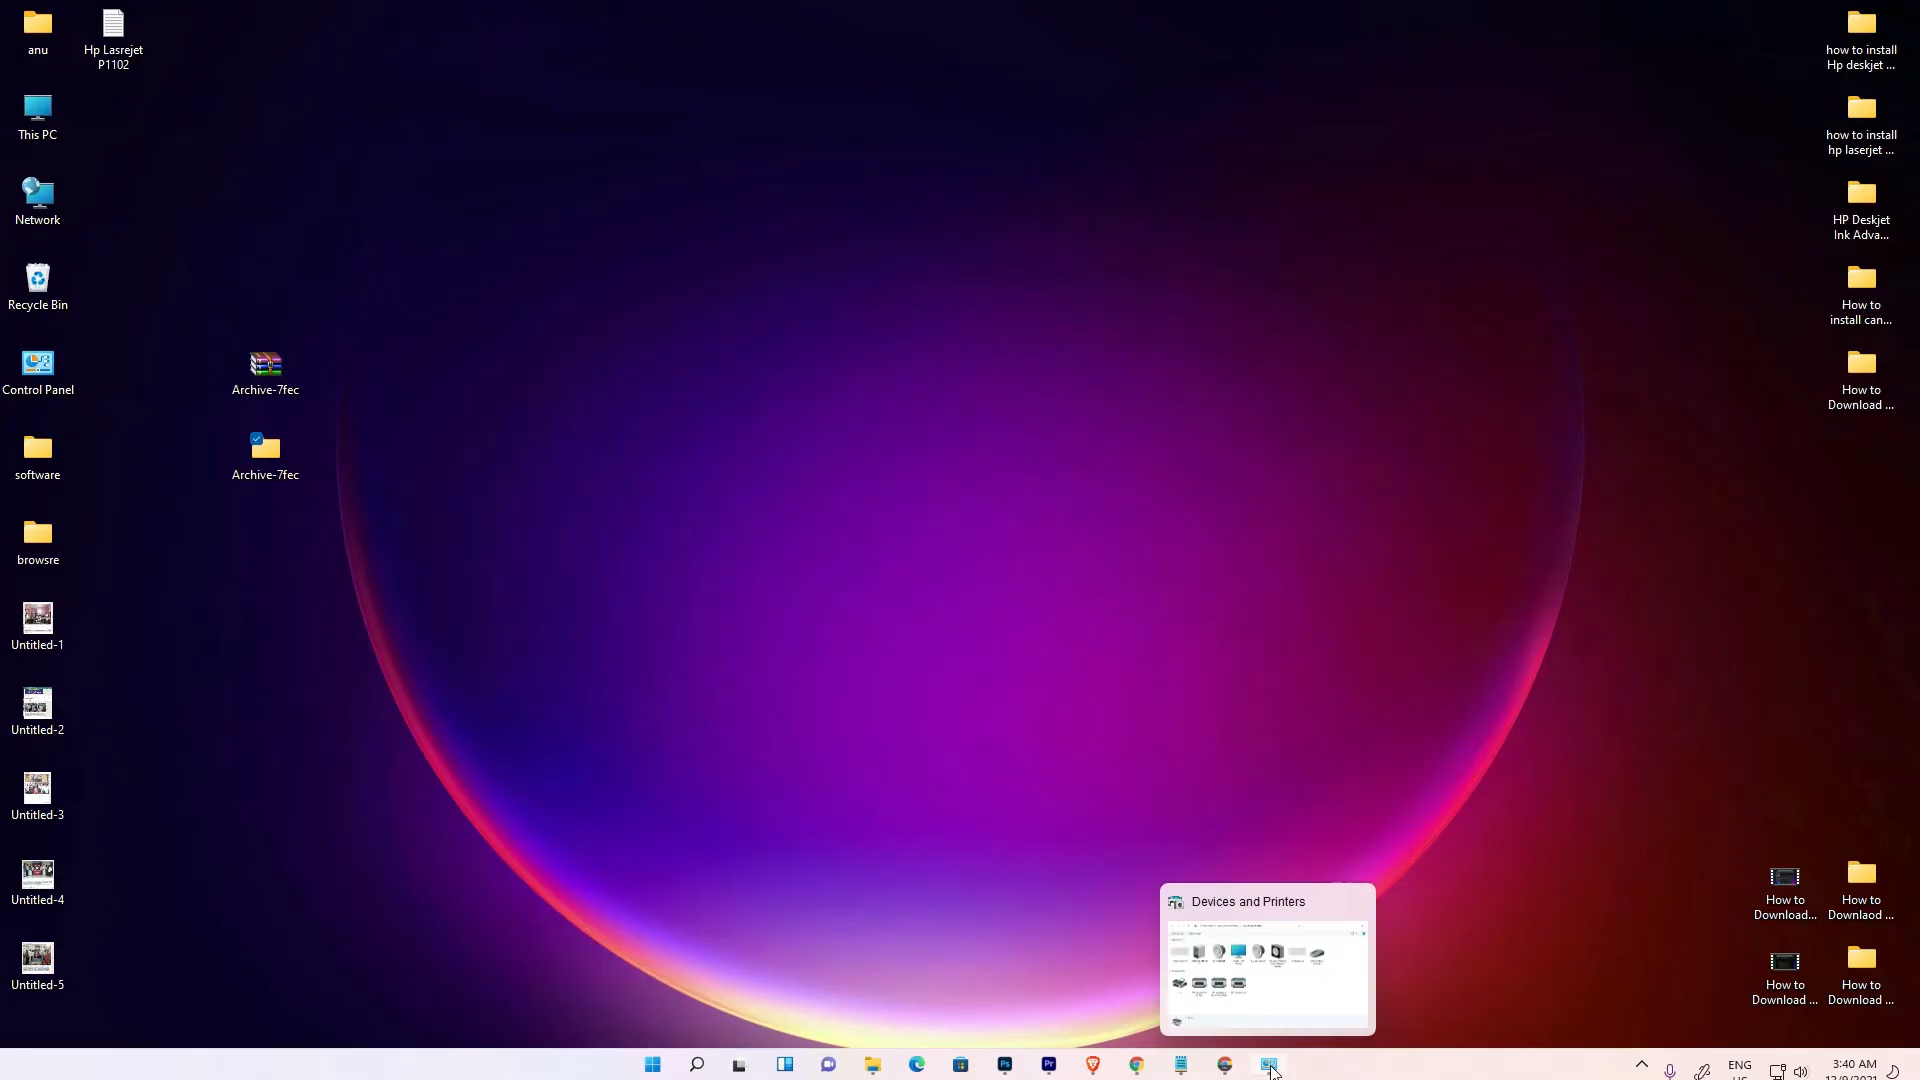 anu
Hp Lasrejet
P1102
how to install
Hp deskjet ...
This PC
how to install
hp laserjet ...
Network
HP Deskjet
Ink Adva...
Recycle Bin
How to
install can...
Control Panel
Archive-7fec
How to
Download ...
software
Archive-7fec
browsre
Untitled-1
Untitled-2
Untitled-3
Untitled-4
How to
Download...
How to
Downlaod ...
Devices and Printers
Untitled-5
How to
Download ...
How to
Download ...
Ps
Pr
ENG
3:40 AM